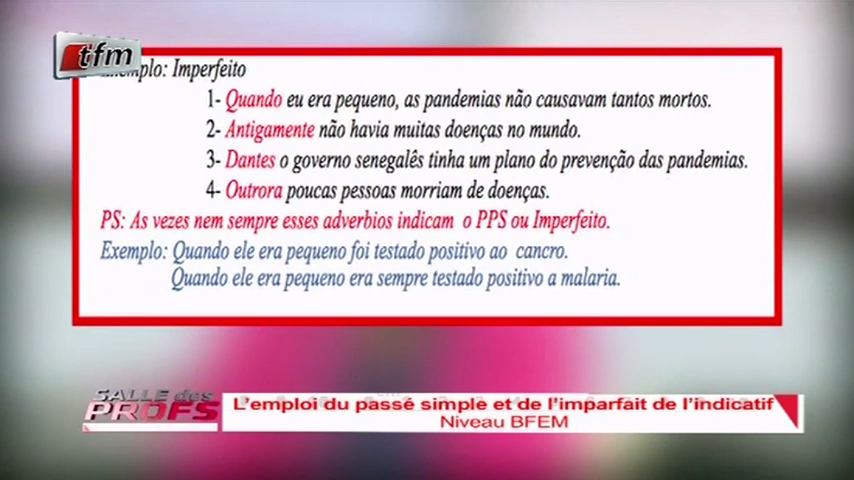 tfm
Exemplo: Imperfeito
1- Quando eu era pequeno, as pandemias não causavam tantos mortos.
2- Antigamente não havia muitas doenças no mundo.
3- Dantes o governo senegalês tinha um plano do prevenção das pandemias.
4- Outrora poucas pessoas morriam de doenças.
PS: As vezes nem sempre esses adverbios indicam o PPS ou Imperfeito.
Exemplo: Quando ele era pequeno foi testado positivo ao cancro.
Quando ele era pequeno era sempre testado positivo a malaria.
SALLE des
PROFS
L'emploi du passé simple et de l'imparfait de l'indicatif
Niveau BFEM